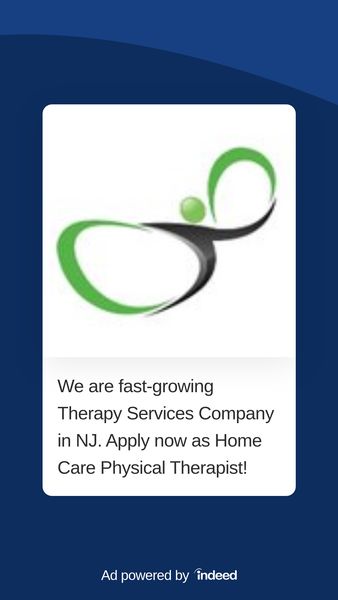 We are fast-growing
Therapy Services Company
in NJ. Apply now as Home
Care Physical Therapist!
Ad powered by indeed